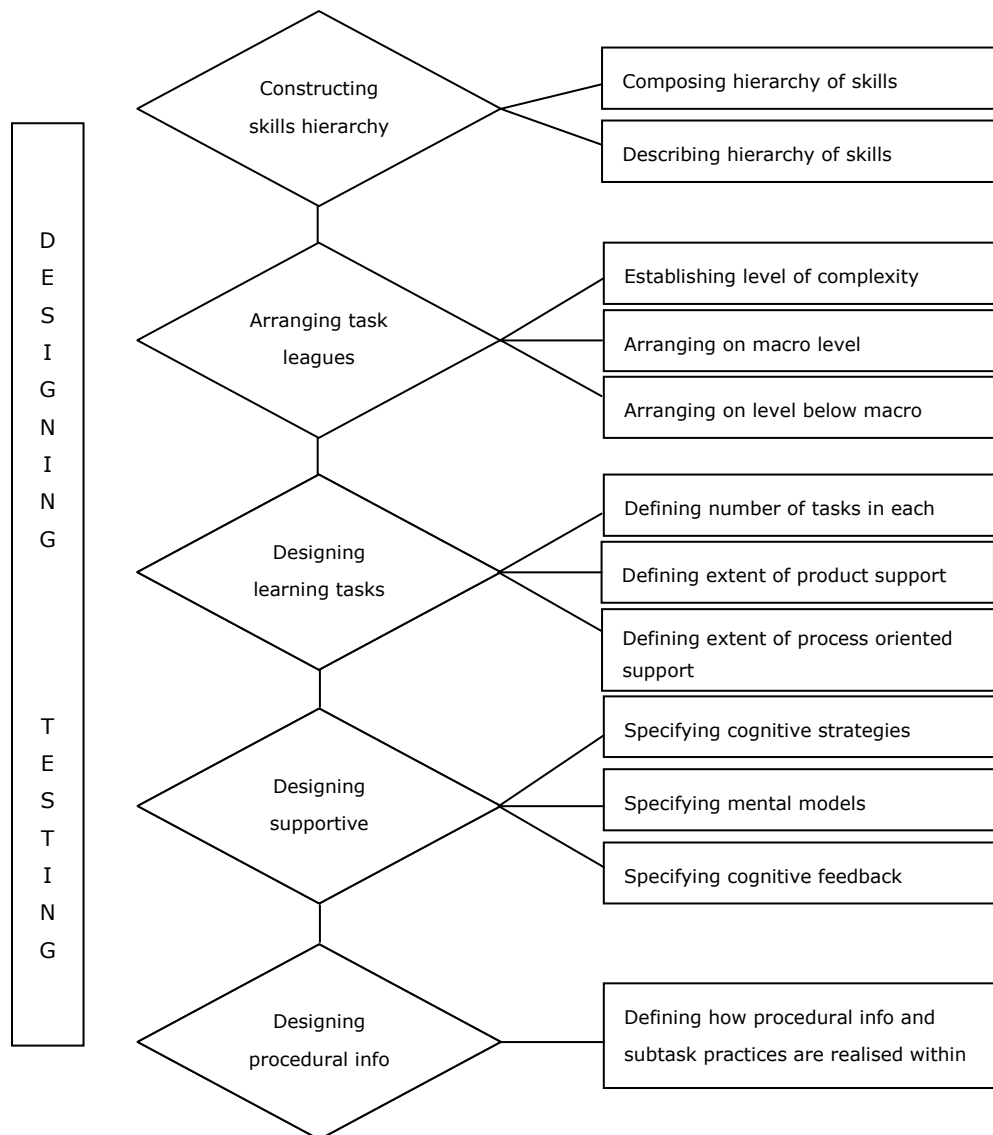 Constructing
skills hierarchy
Composing hierarchy of skills
Describing hierarchy of skills
D
E
S
I
G
N
I
N
G
T
E
S
T
I
N
G
Arranging task
leagues
Establishing level of complexity
Arranging on macro level
Arranging on level below macro
Designing
learning tasks
Defining number of tasks in each
Defining extent of product support
Defining extent of process oriented
support
Designing
supportive
Specifying cognitive strategies
Specifying mental models
Specifying cognitive feedback
Designing
procedural info
Defining how procedural info and
subtask practices are realised within